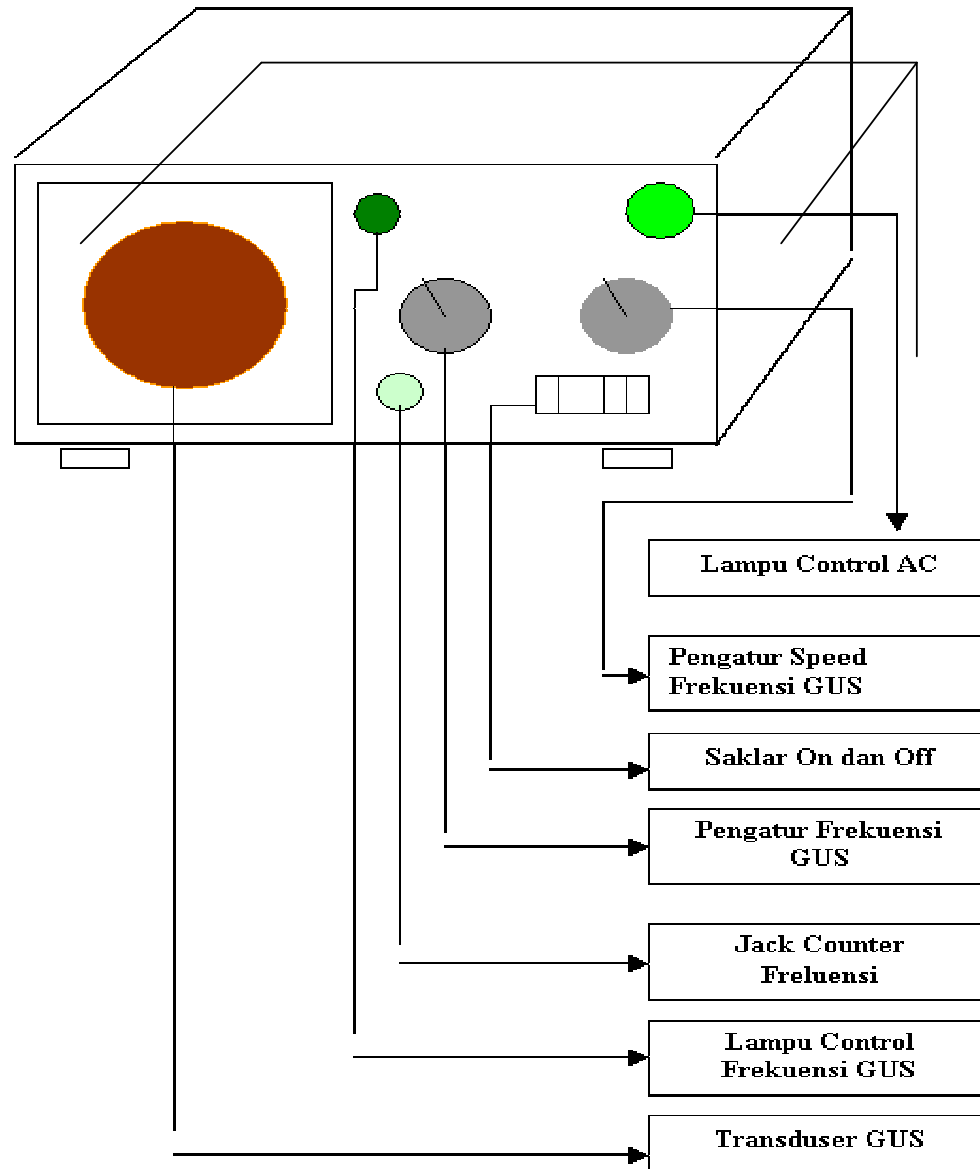 Lampu Control AC
Pengatur Speed
Frekuensi GUS
Saklar On dan Off
Pengatur Frekuensi
GUS
Jack Counter
Freluensi
Lampu Control
Frekuensi GUS
Transduser GUS